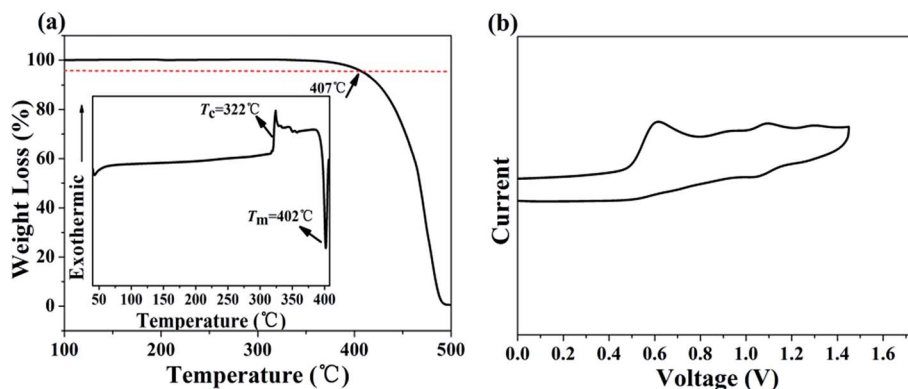 (a)
Weight Loss (%)
100
80
60
40
20
0
407℃
Exothermic
Tc=322℃
Tm=402℃
50 100 150 200 250 300 350 400
Temperature (℃)
100 200 300 400 500
Temperature (℃)
(b)
Current
0.0 0.2 0.4 0.6 0.8 1.0 1.2 1.4 1.6
Voltage (V)